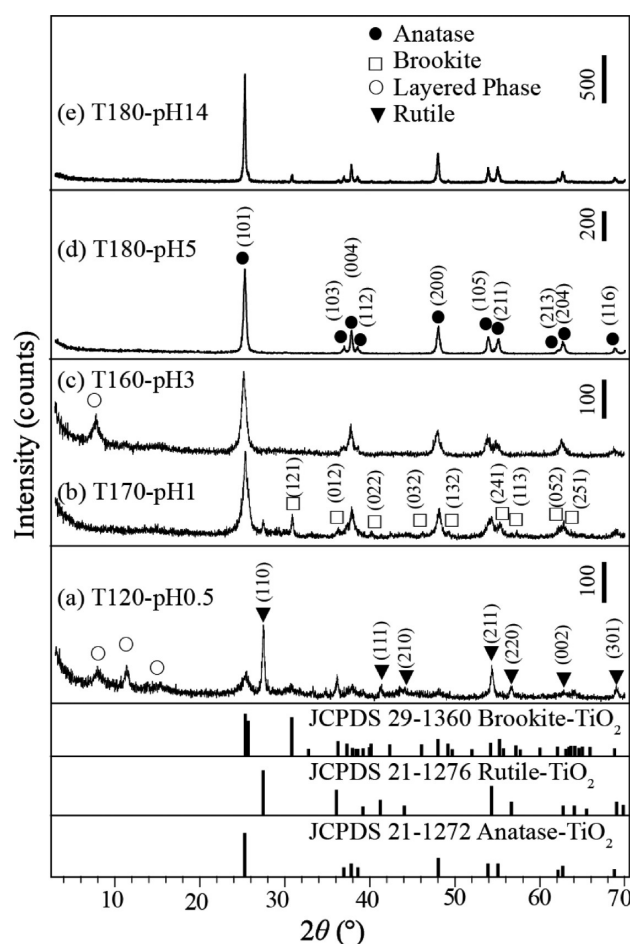 Anatase
Brookite
Layered Phase
Rutile
500
(e) T180-pH14
200
(d) T180-pH5
(101)
(103)
(004)
(112)
(200)
(105)
(211)
(213)
(204)
(116)
(c) T160-pH3
100
(b) T170-pH1
(121)
(012)
(022)
(032)
(132)
(241)
(113)
(052)
(251)
(a) T120-pH0.5
100
(110)
(111)
(210)
(211)
(220)
(002)
(301)
JCPDS 29-1360 Brookite-TiO₂
JCPDS 21-1276 Rutile-TiO₂
JCPDS 21-1272 Anatase-TiO₂
10 20 30 40 50 60 70
2θ (°)
Intensity (counts)